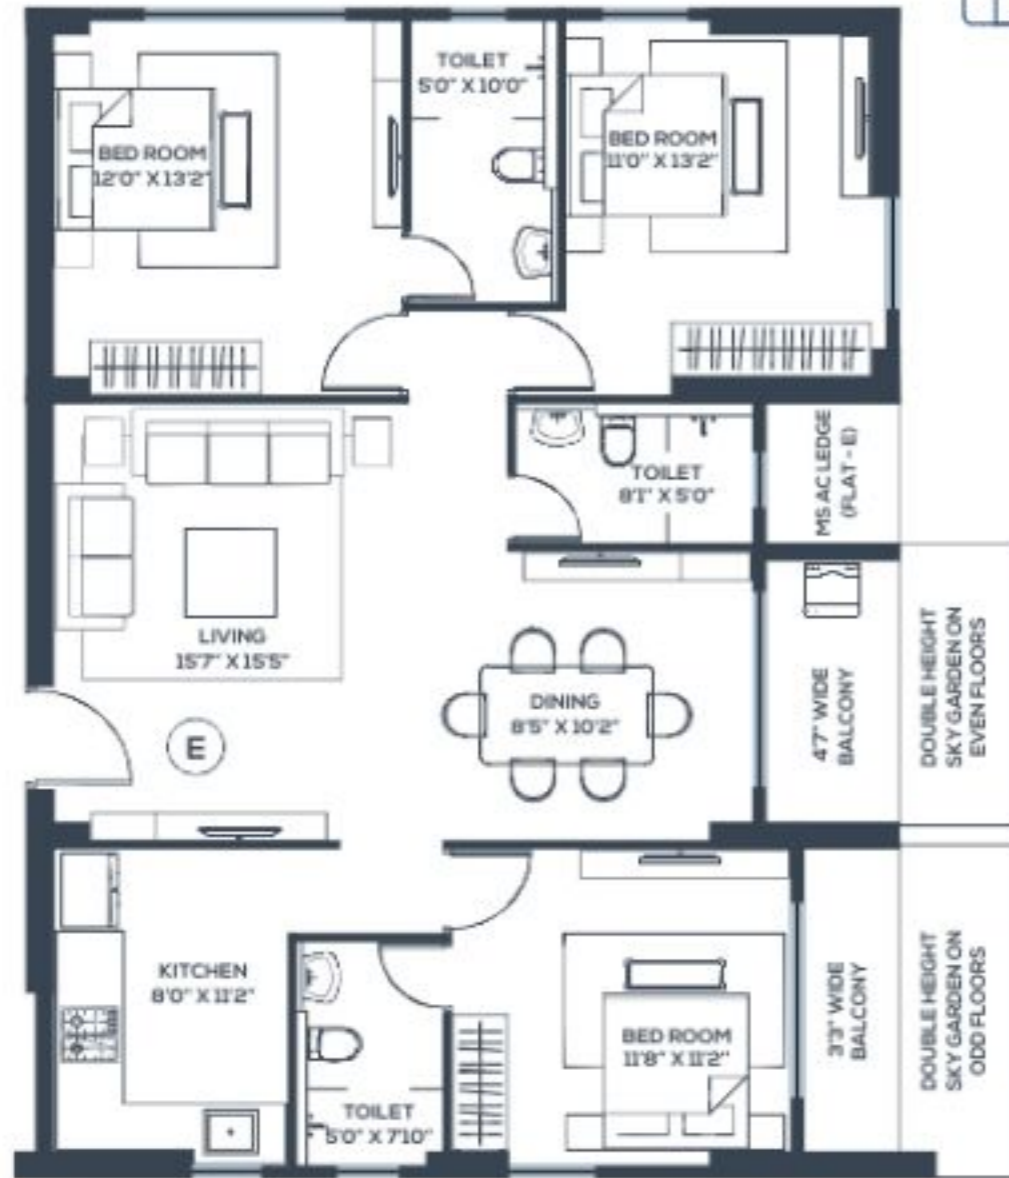 TOILET
5'0" X 10'0"
BED ROOM
12'0" X 13'2"
BED ROOM
11'0" X 13'2"
TOILET
8'1" X 5'0"
MS AC LEDGE
(FLAT - E)
LIVING
15'7" X 15'5"
DINING
8'5" X 10'2"
E
4'7" WIDE
BALCONY
DOUBLE HEIGHT
SKY GARDEN ON
EVEN FLOORS
KITCHEN
8'0" X 11'2"
BED ROOM
11'8" X 11'2"
TOILET
5'0" X 7'10"
3'3" WIDE
BALCONY
DOUBLE HEIGHT
SKY GARDEN ON
ODD FLOORS